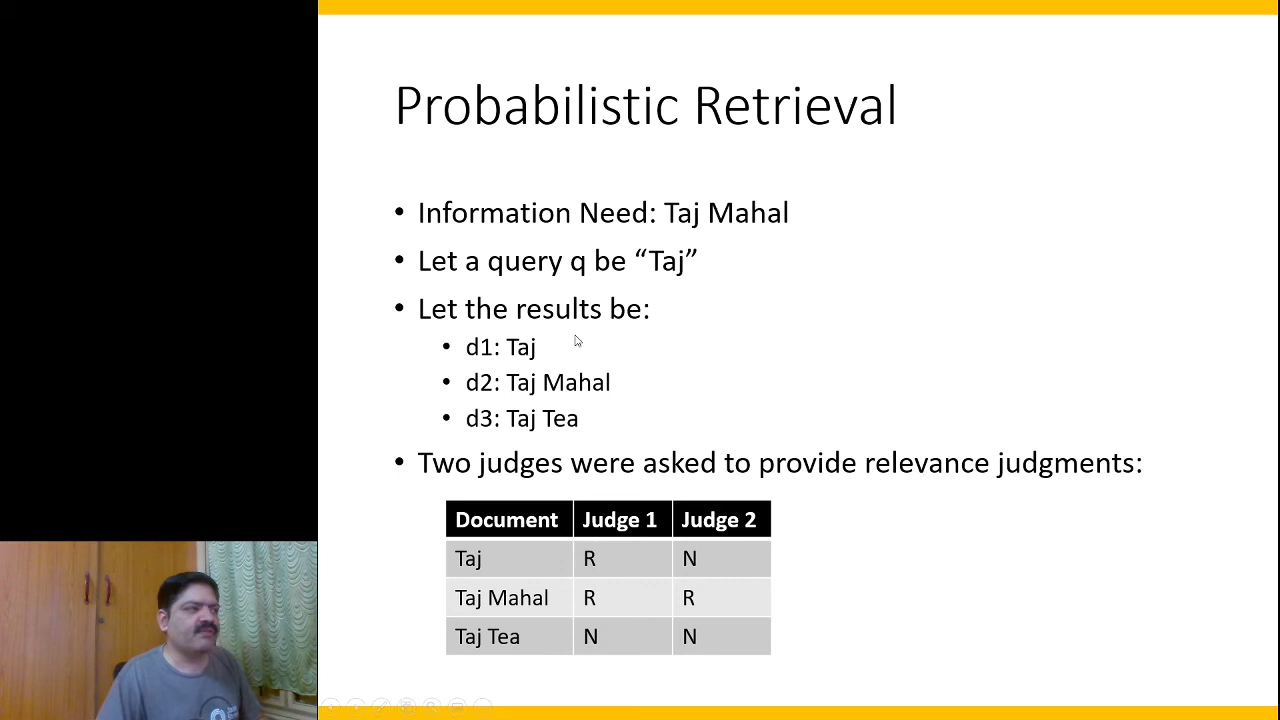 Probabilistic Retrieval
• Information Need: Taj Mahal
• Let a query q be “Taj”
• Let the results be:
• d1: Taj
• d2: Taj Mahal
• d3: Taj Tea
• Two judges were asked to provide relevance judgments:
Document Judge 1 Judge 2
Taj R N
Taj Mahal R R
Taj Tea N N